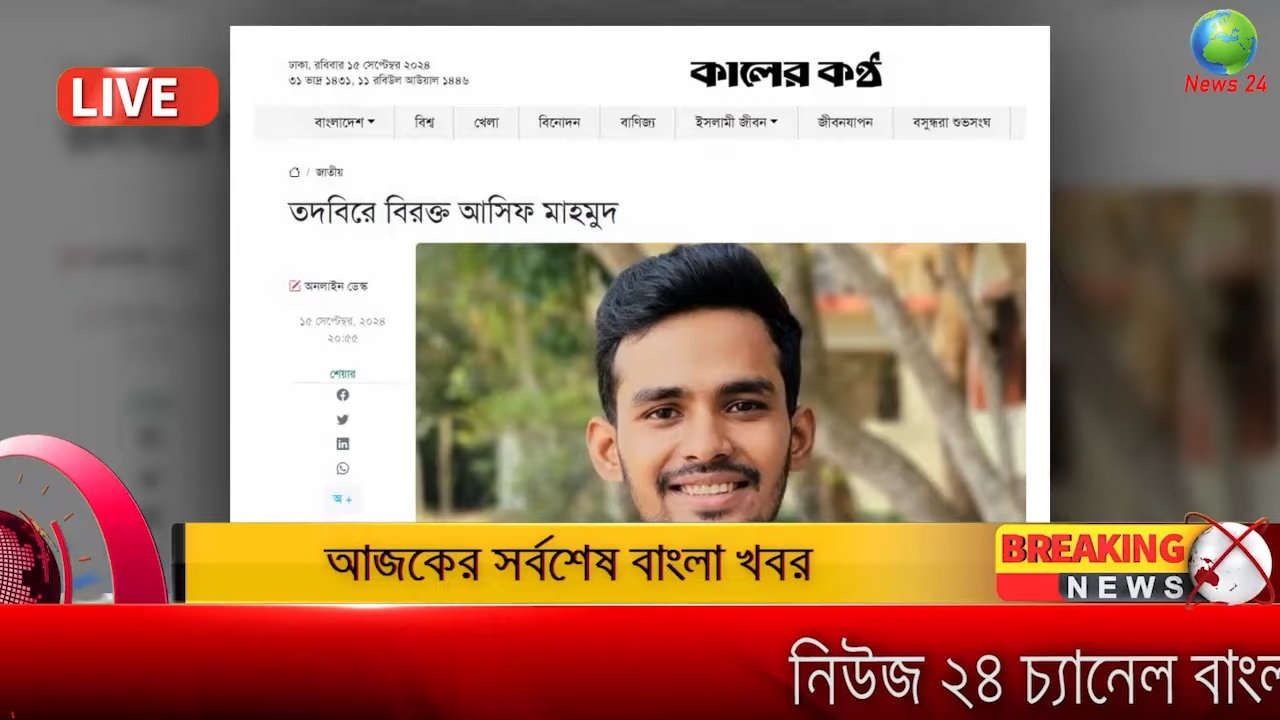 LIVE
News 24
ঢাকা, রবিবার ১৫ সেপ্টেম্বর ২০২৪
৩১ ভাদ্র ১৪৩১, ১১ রবিউল আউয়াল ১৪৪৬
কালের কণ্ঠ
বাংলাদেশ বিশ্ব খেলা বিনোদন বাণিজ্য ইসলামী জীবন জীবনযাপন বসুন্ধরা শুভসংঘ
/ জাতীয়
তদবিরে বিরক্ত আসিফ মাহমুদ
অনলাইন ডেস্ক
১৫ সেপ্টেম্বর, ২০২৪
২০:৫৫
শেয়ার
অ +
আজকের সর্বশেষ বাংলা খবর
BREAKING
NEWS
নিউজ ২৪ চ্যানেল